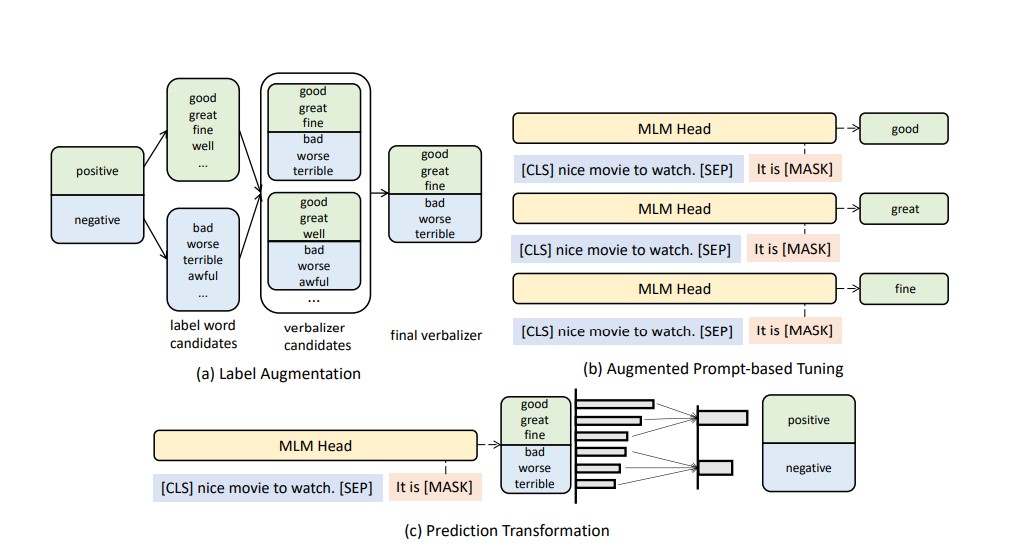 positive
negative
good
great
fine
well
...
bad
worse
terrible
awful
...
label word
candidates
good
great
fine
bad
worse
terrible
good
great
well
bad
worse
awful
...
verbalizer
candidates
good
great
fine
bad
worse
terrible
final verbalizer
(a) Label Augmentation
MLM Head
good
[CLS] nice movie to watch. [SEP] It is [MASK]
MLM Head
great
[CLS] nice movie to watch. [SEP] It is [MASK]
MLM Head
fine
[CLS] nice movie to watch. [SEP] It is [MASK]
(b) Augmented Prompt-based Tuning
MLM Head
[CLS] nice movie to watch. [SEP] It is [MASK]
good
great
fine
bad
worse
terrible
positive
negative
(c) Prediction Transformation